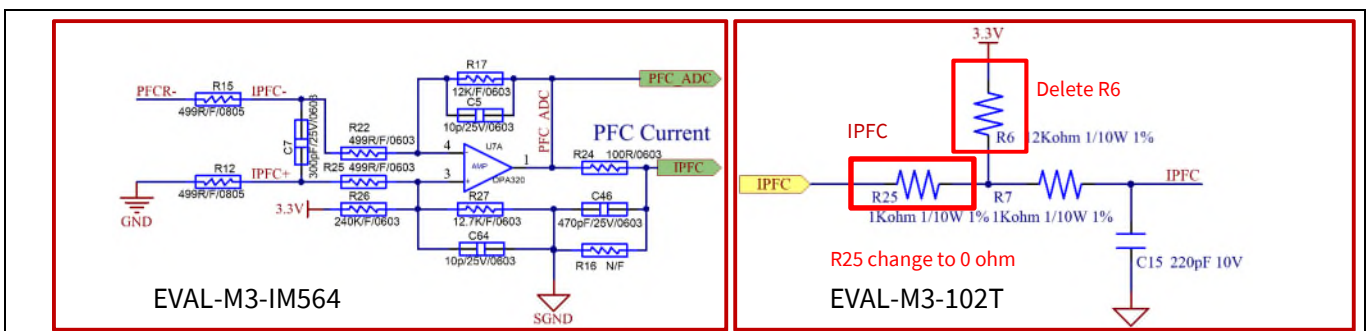 R17
12K/F/0603
C5
10p/25V/0603
PFC_ADC
PFC_ADC
PFCR-
R15
499R/F/0805
IPFC-
C7
300pF/25V/0603
R22
499R/F/0603
U7A
4
AMP
1
3
OPA320
PFC Current
R24
100R/0603
IPFC
R12
499R/F/0805
IPFC+
GND
R25 499R/F/0603
R26
3.3V
240K/F/0603
R27
12.7K/F/0603
C46
470pF/25V/0603
C64
10p/25V/0603
R16 N/F
SGND
EVAL-M3-IM564
3.3V
Delete R6
R6 12Kohm 1/10W 1%
IPFC
IPFC
R25
1Kohm 1/10W 1%
R7
1Kohm 1/10W 1%
IPFC
R25 change to 0 ohm
C15 220pF 10V
EVAL-M3-102T